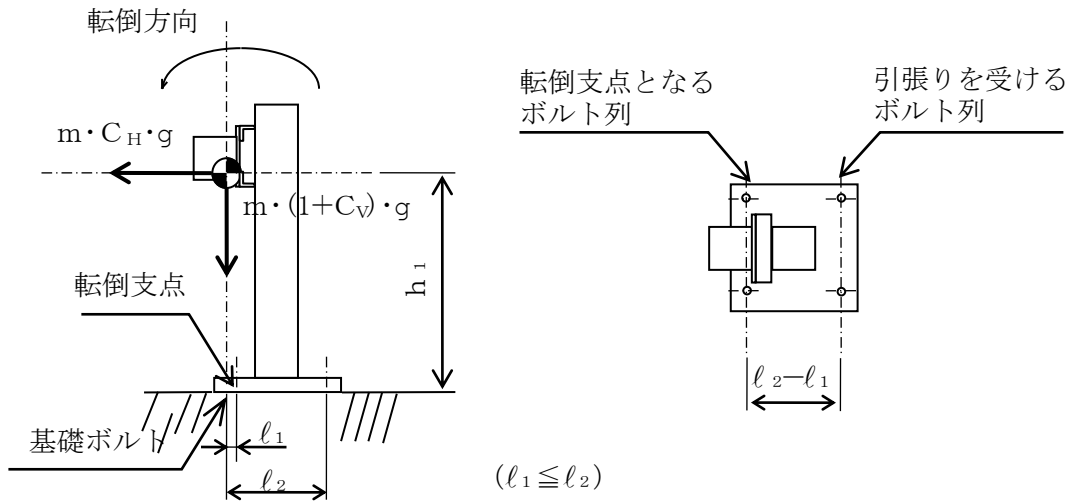 転倒方向
m・CH・g
m・(1+CV)・g
h1
転倒支点
基礎ボルト
ℓ1
ℓ2
(ℓ1≦ℓ2)
転倒支点となる
ボルト列
引張りを受ける
ボルト列
ℓ2−ℓ1